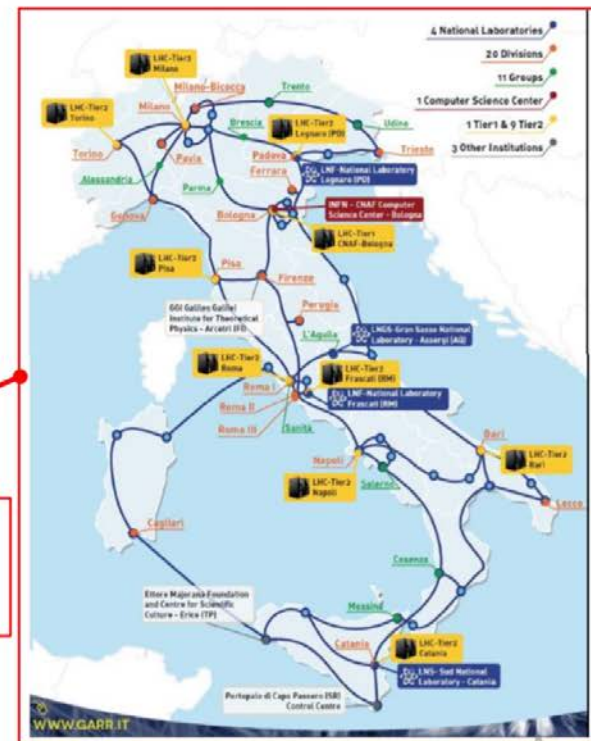 4 National Laboratories
20 Divisions
11 Groups
1 Computer Science Center
1 Tier1 & 9 Tier2
3 Other Institutions
LHC-Tier2
Milano
Milano-Bicocca
Trento
LHC-Tier2
Torino
Milano
Brescia
LHC-Tier2
Legnaro (PD)
Udine
Torino
Pavia
Padova
Trieste
Ferrara
LNF-National Laboratory
Legnaro (PD)
Alessandria
Parma
Genova
Bologna
INFN - CNAF Computer
Science Center - Bologna
LHC-Tier1
CNAF-Bologna
LHC-Tier2
Pisa
Pisa
Firenze
GGI Galileo Galilei
Institute for Theoretical
Physics - Arcetri (FI)
Perugia
L'Aquila
LNGS-Gran Sasso National
Laboratory - Assergi (AQ)
LHC-Tier2
Roma
LHC-Tier2
Frascati (RM)
Roma I
LNF-National Laboratory
Frascati (RM)
Roma II
Roma III
Sanità
Bari
LHC-Tier2
Bari
Napoli
LHC-Tier2
Napoli
Salerno
Lecce
Cagliari
Cosenza
Ettore Majorana Foundation
and Centre for Scientific
Culture - Erice (TP)
Messina
Catania
LHC-Tier2
Catania
LNS- Sud National
Laboratory - Catania
Portopalo di Capo Passero (SR)
Control Centre
WWW.GARR.IT